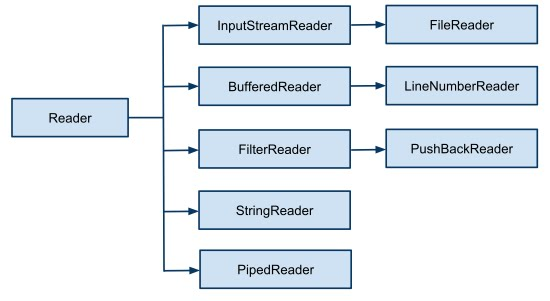 InputStreamReader
FileReader
BufferedReader
LineNumberReader
Reader
FilterReader
PushBackReader
StringReader
PipedReader